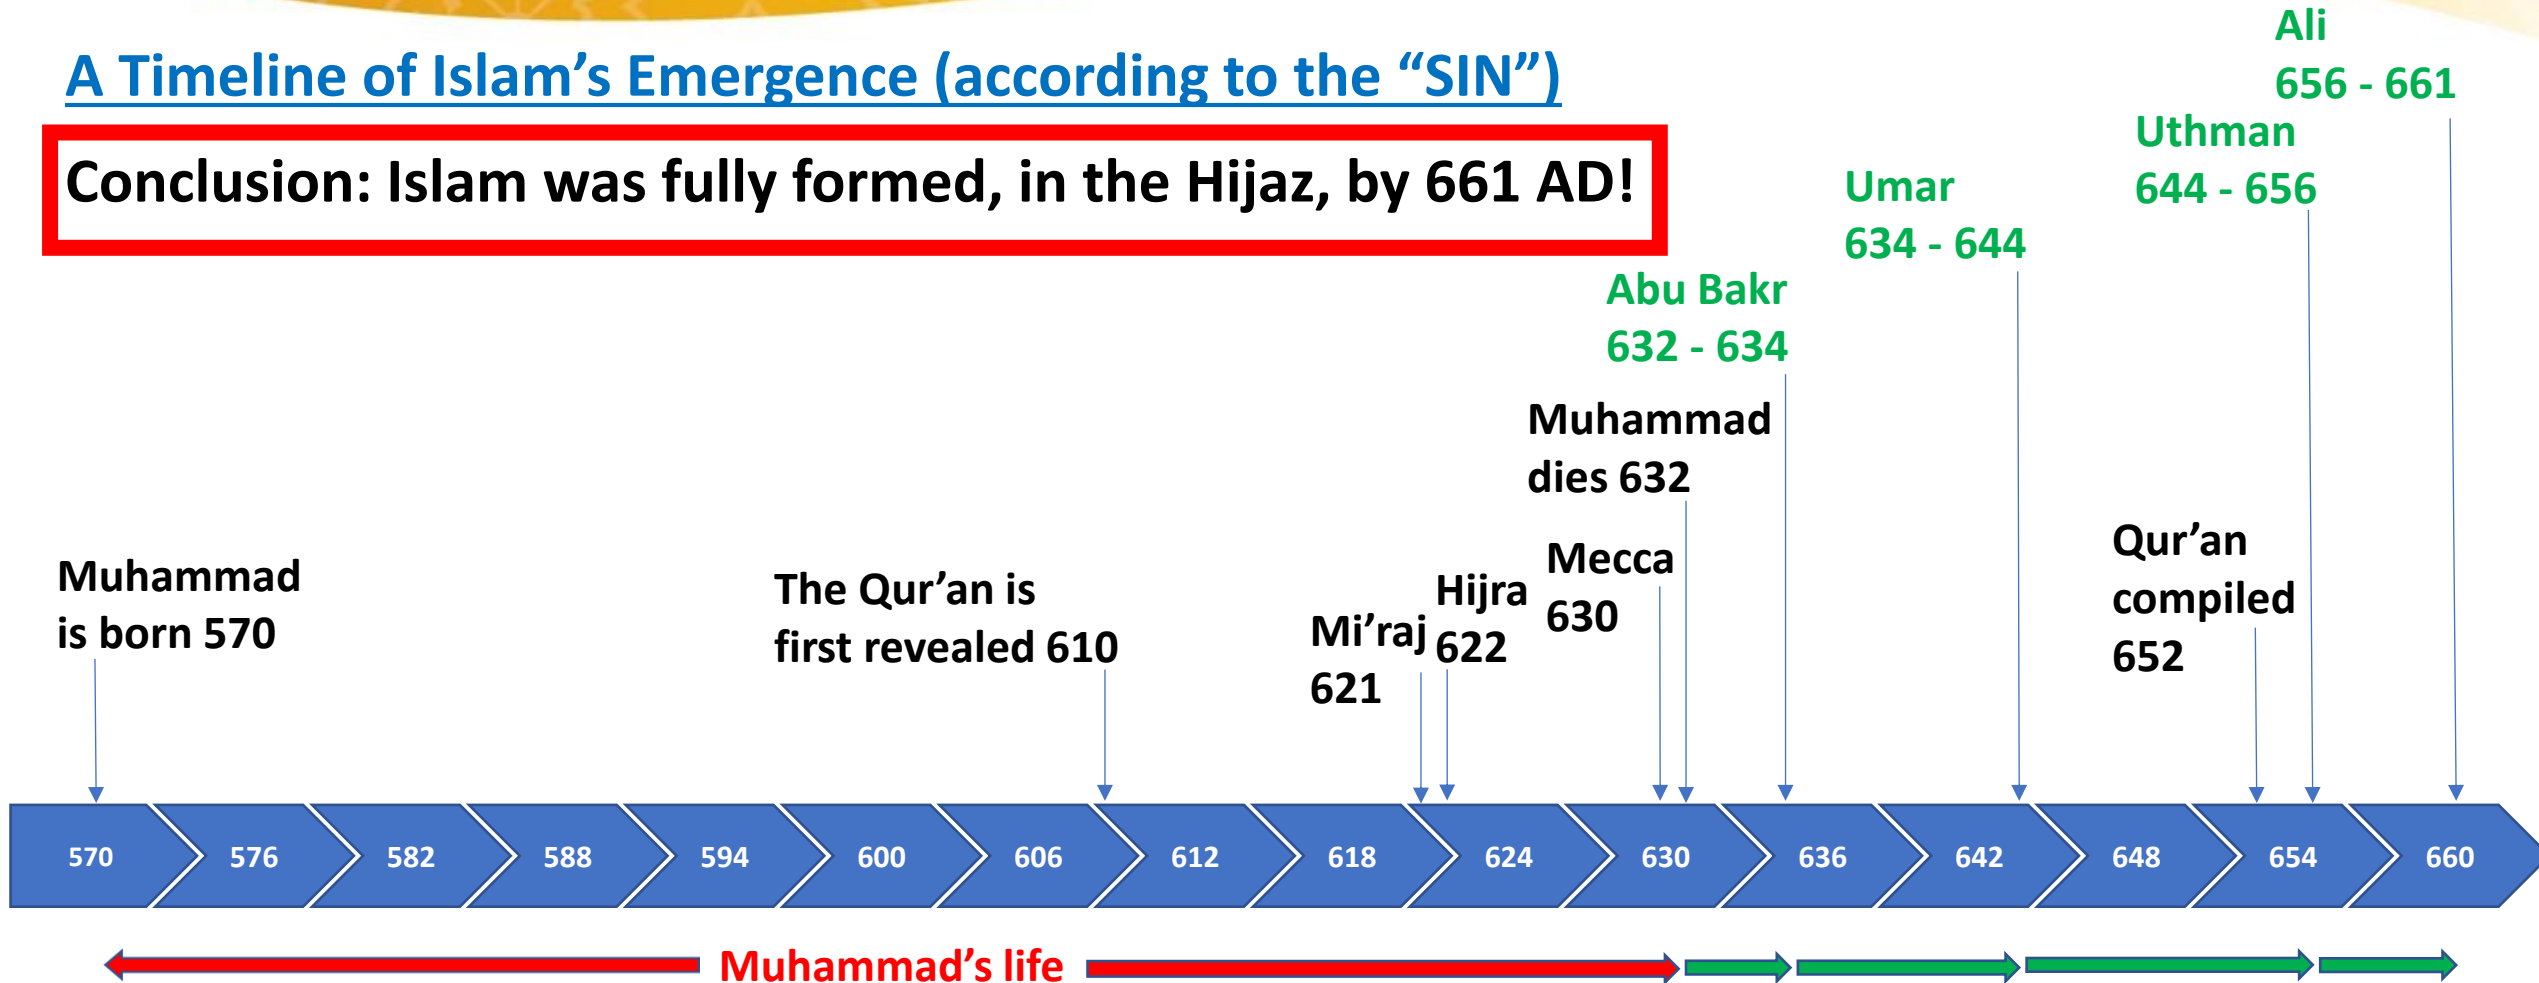 A Timeline of Islam’s Emergence (according to the “SIN”)
Conclusion: Islam was fully formed, in the Hijaz, by 661 AD!
Ali
656 - 661
Uthman
644 - 656
Umar
634 - 644
Abu Bakr
632 - 634
Muhammad
dies 632
Muhammad
is born 570
The Qur’an is
first revealed 610
Mi’raj
621
Hijra
622
Mecca
630
Qur’an
compiled
652
570
576
582
588
594
600
606
612
618
624
630
636
642
648
654
660
Muhammad’s life